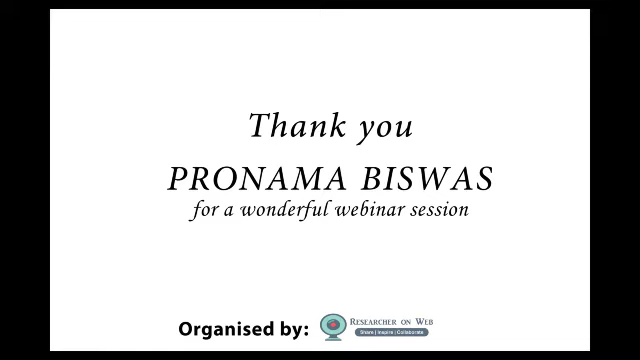 Thank you
PRONAMA BISWAS
for a wonderful webinar session
Organised by:
RESEARCHER ON WEB
Share | Inspire | Collaborate